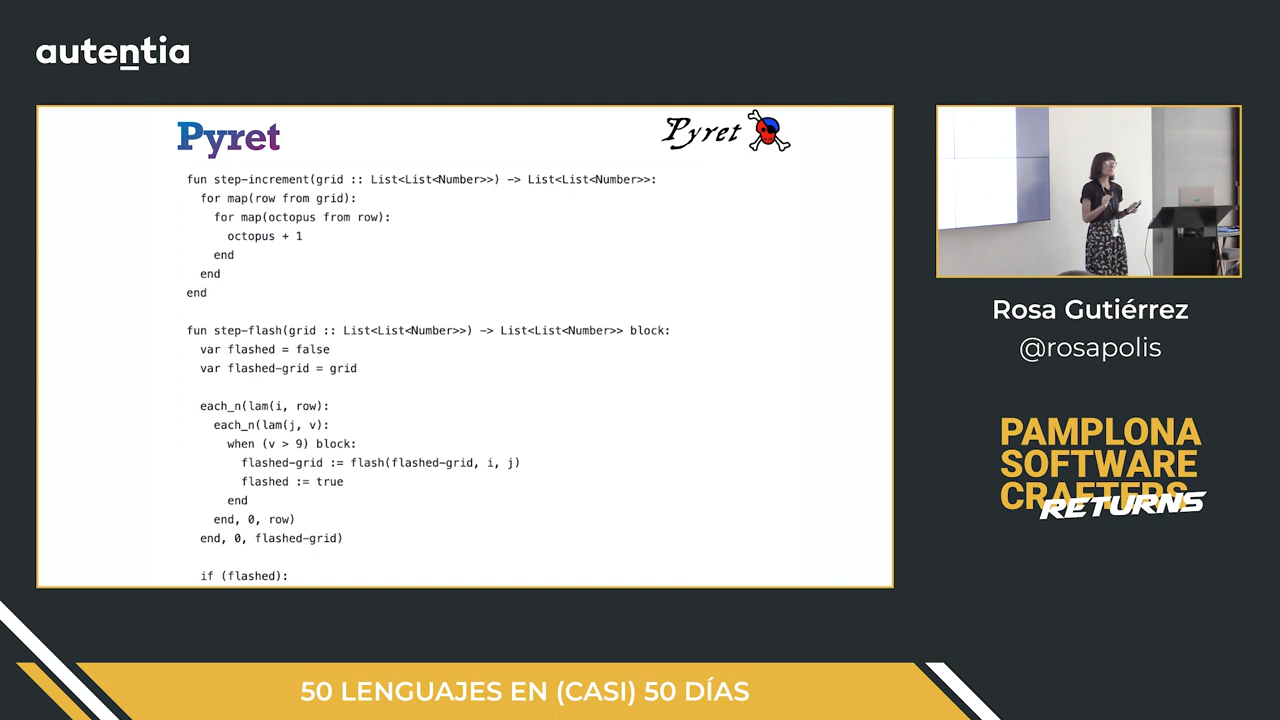 autentia
Pyret
Pyret
fun step-increment(grid :: List<List<Number>>) -> List<List<Number>>:
  for map(row from grid):
    for map(octopus from row):
      octopus + 1
    end
  end
end
fun step-flash(grid :: List<List<Number>>) -> List<List<Number>> block:
  var flashed = false
  var flashed-grid = grid
  each_n(lam(i, row):
    each_n(lam(j, v):
      when (v > 9) block:
        flashed-grid := flash(flashed-grid, i, j)
        flashed := true
      end
    end, 0, row)
  end, 0, flashed-grid)
  if (flashed):
Rosa Gutiérrez
@rosapolis
PAMPLONA
SOFTWARE
CRAFTERS
RETURNS
50 LENGUAJES EN (CASI) 50 DÍAS